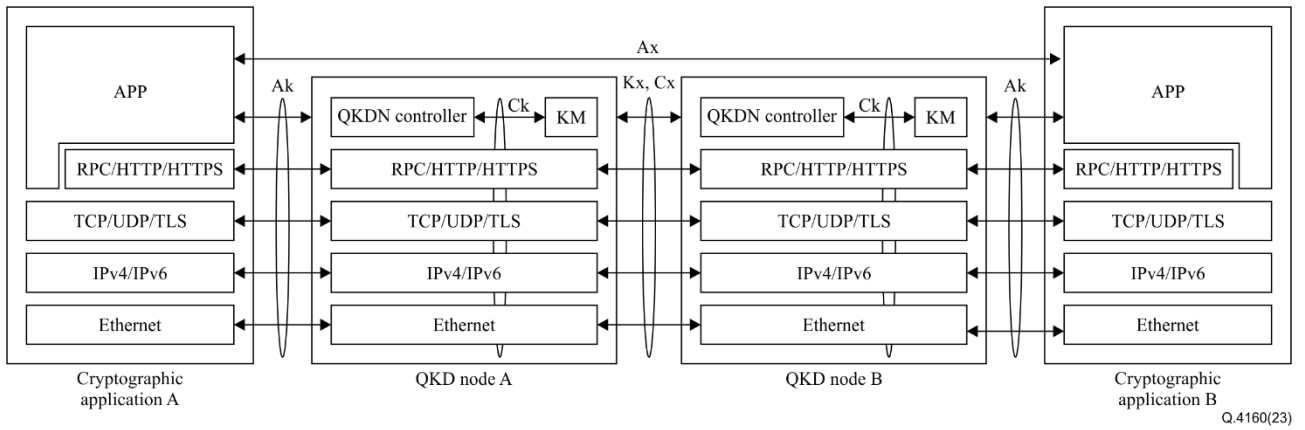 Ax
Ak
Kx, Cx
Ak
APP
QKDN controller
Ck
KM
QKDN controller
Ck
KM
APP
RPC/HTTP/HTTPS
RPC/HTTP/HTTPS
RPC/HTTP/HTTPS
RPC/HTTP/HTTPS
TCP/UDP/TLS
TCP/UDP/TLS
TCP/UDP/TLS
TCP/UDP/TLS
IPv4/IPv6
IPv4/IPv6
IPv4/IPv6
IPv4/IPv6
Ethernet
Ethernet
Ethernet
Ethernet
Cryptographic
application A
QKD node A
QKD node B
Cryptographic
application B
Q.4160(23)